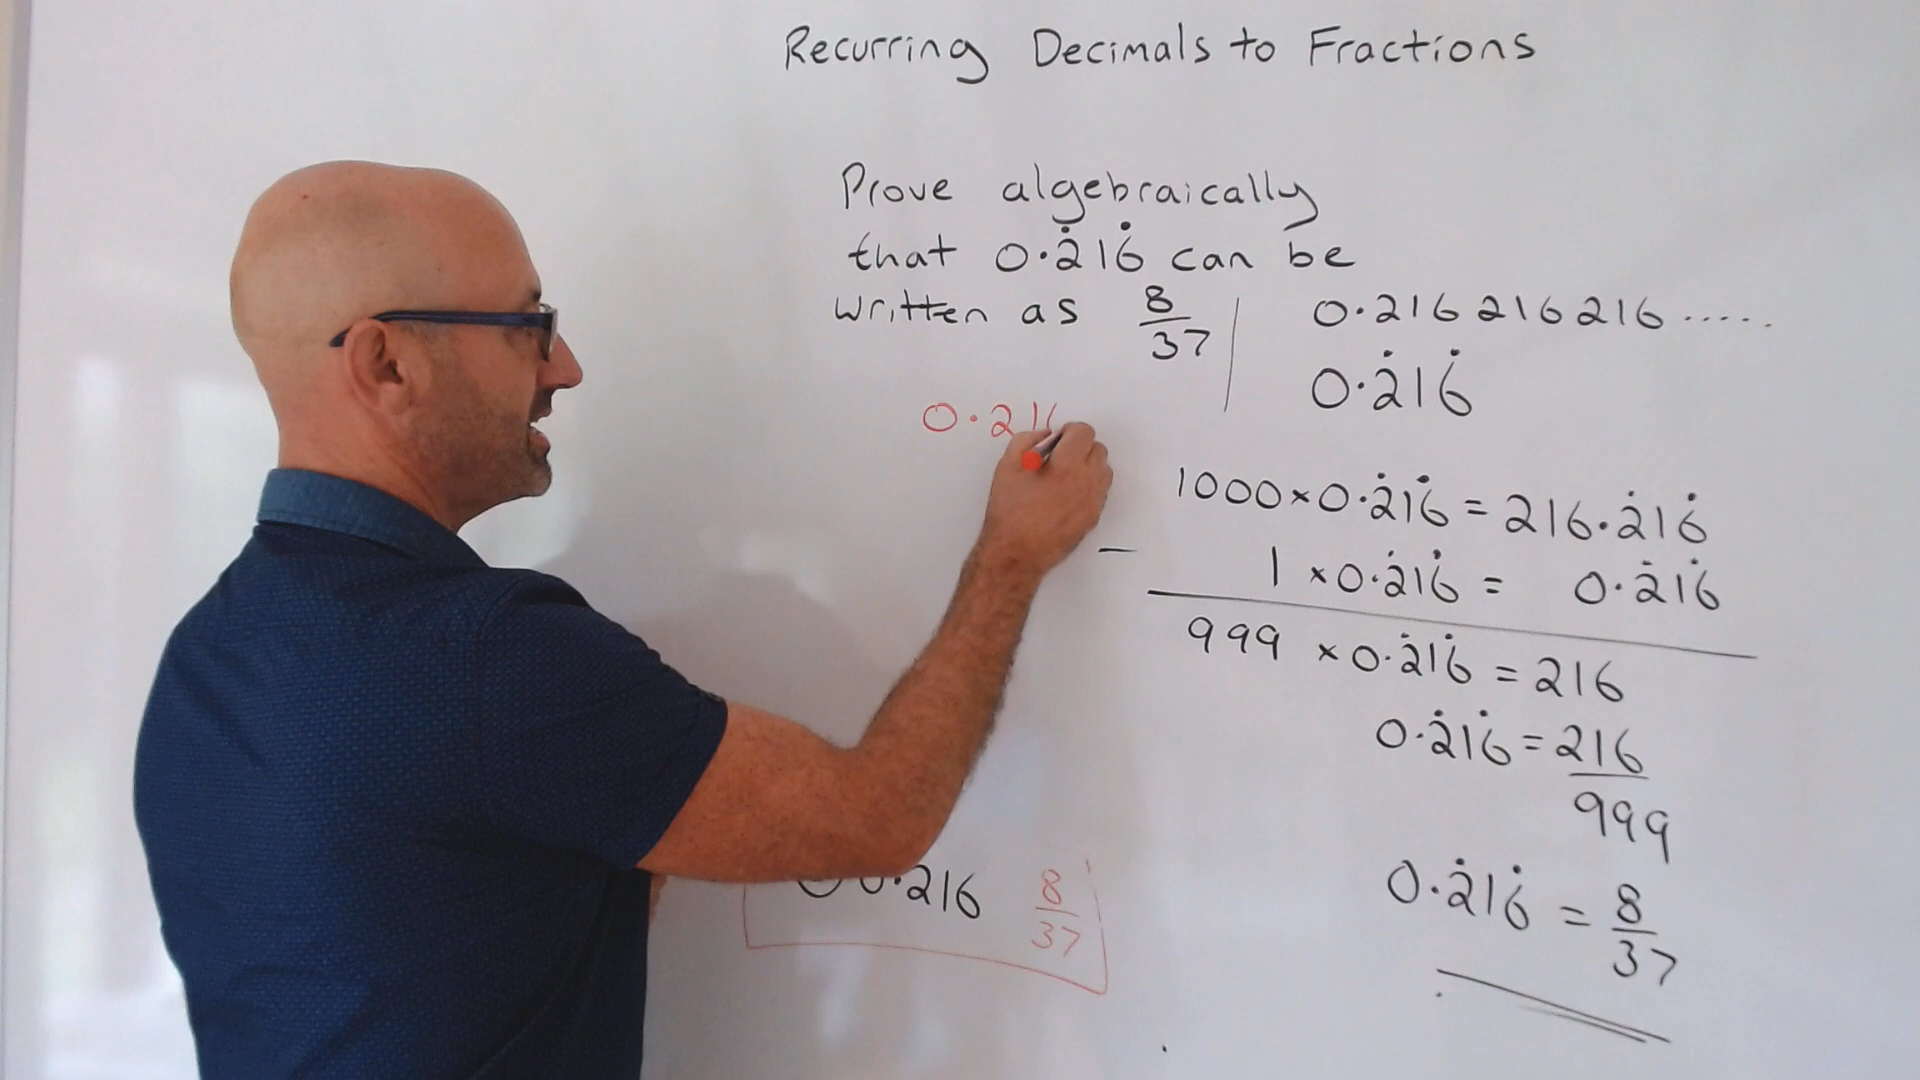 Recurring Decimals to Fractions
Prove algebraically
that 0.2̇16̇ can be
written as 8/37
0.216216216.....
0.2̇16̇
0.21
1000×0.2̇16̇ = 216.2̇16̇
− 1 ×0.2̇16̇ = 0.2̇16̇
999 ×0.2̇16̇ = 216
0.2̇16̇ = 216/999
0.2̇16̇ = 8/37
0.216 8/37